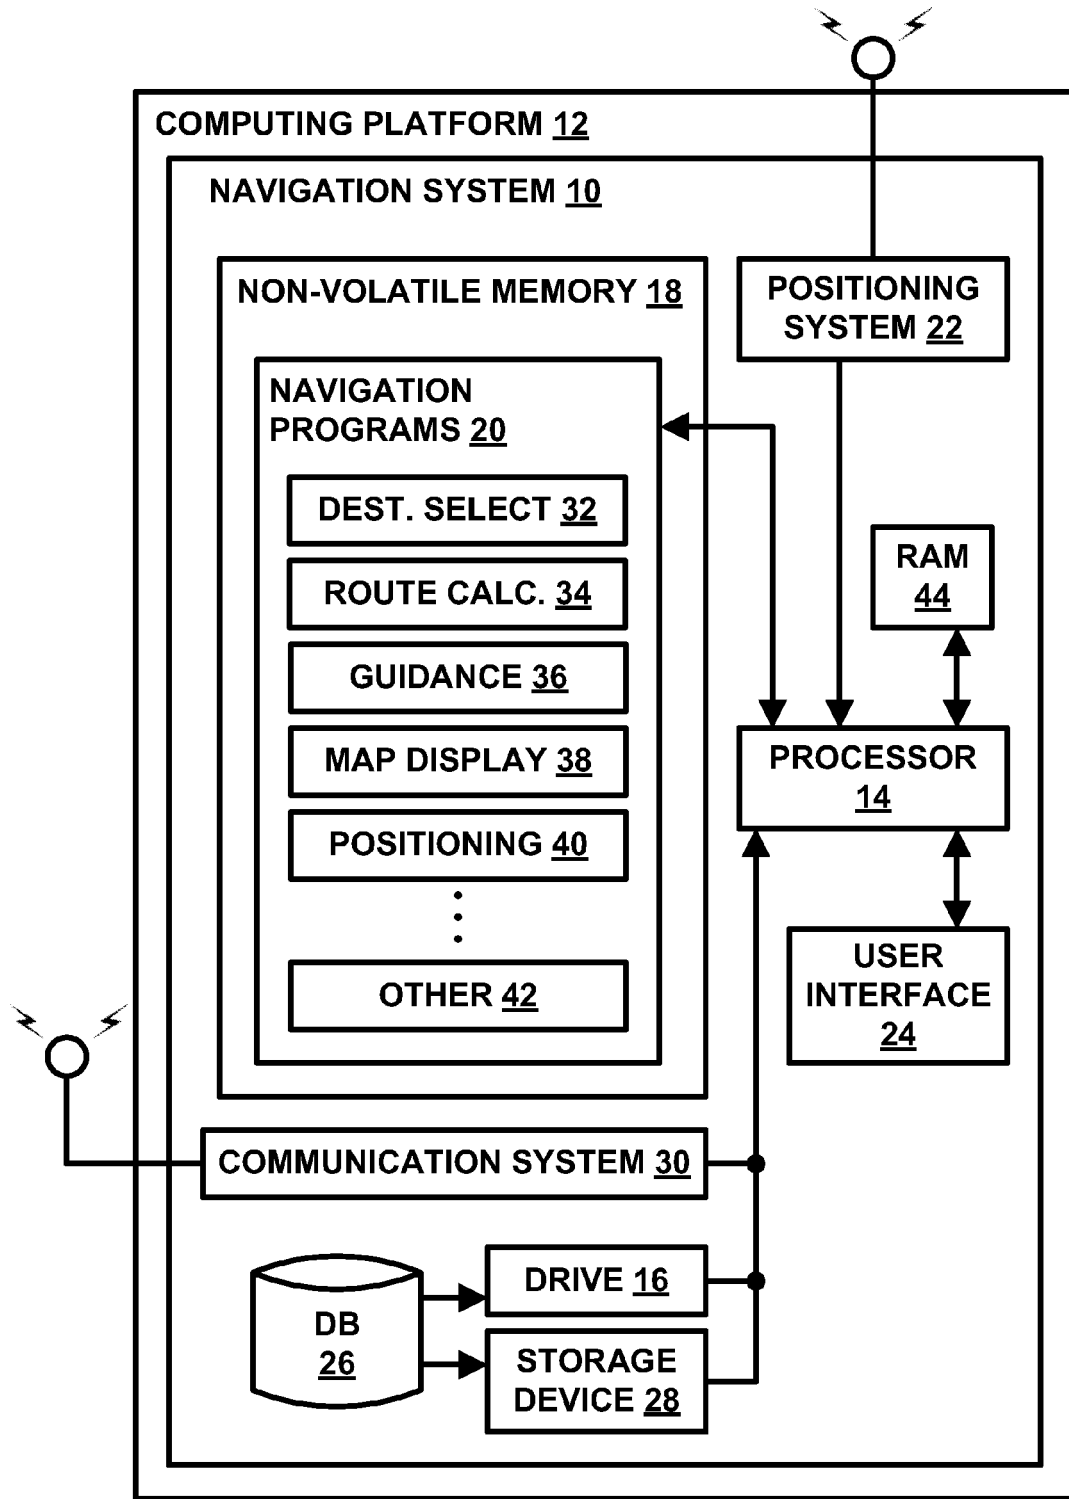 COMPUTING PLATFORM 12
NAVIGATION SYSTEM 10
NON-VOLATILE MEMORY 18
NAVIGATION
PROGRAMS 20
DEST. SELECT 32
ROUTE CALC. 34
GUIDANCE 36
MAP DISPLAY 38
POSITIONING 40
OTHER 42
POSITIONING
SYSTEM 22
RAM
44
PROCESSOR
14
USER
INTERFACE
24
COMMUNICATION SYSTEM 30
DRIVE 16
DB
26
STORAGE
DEVICE 28